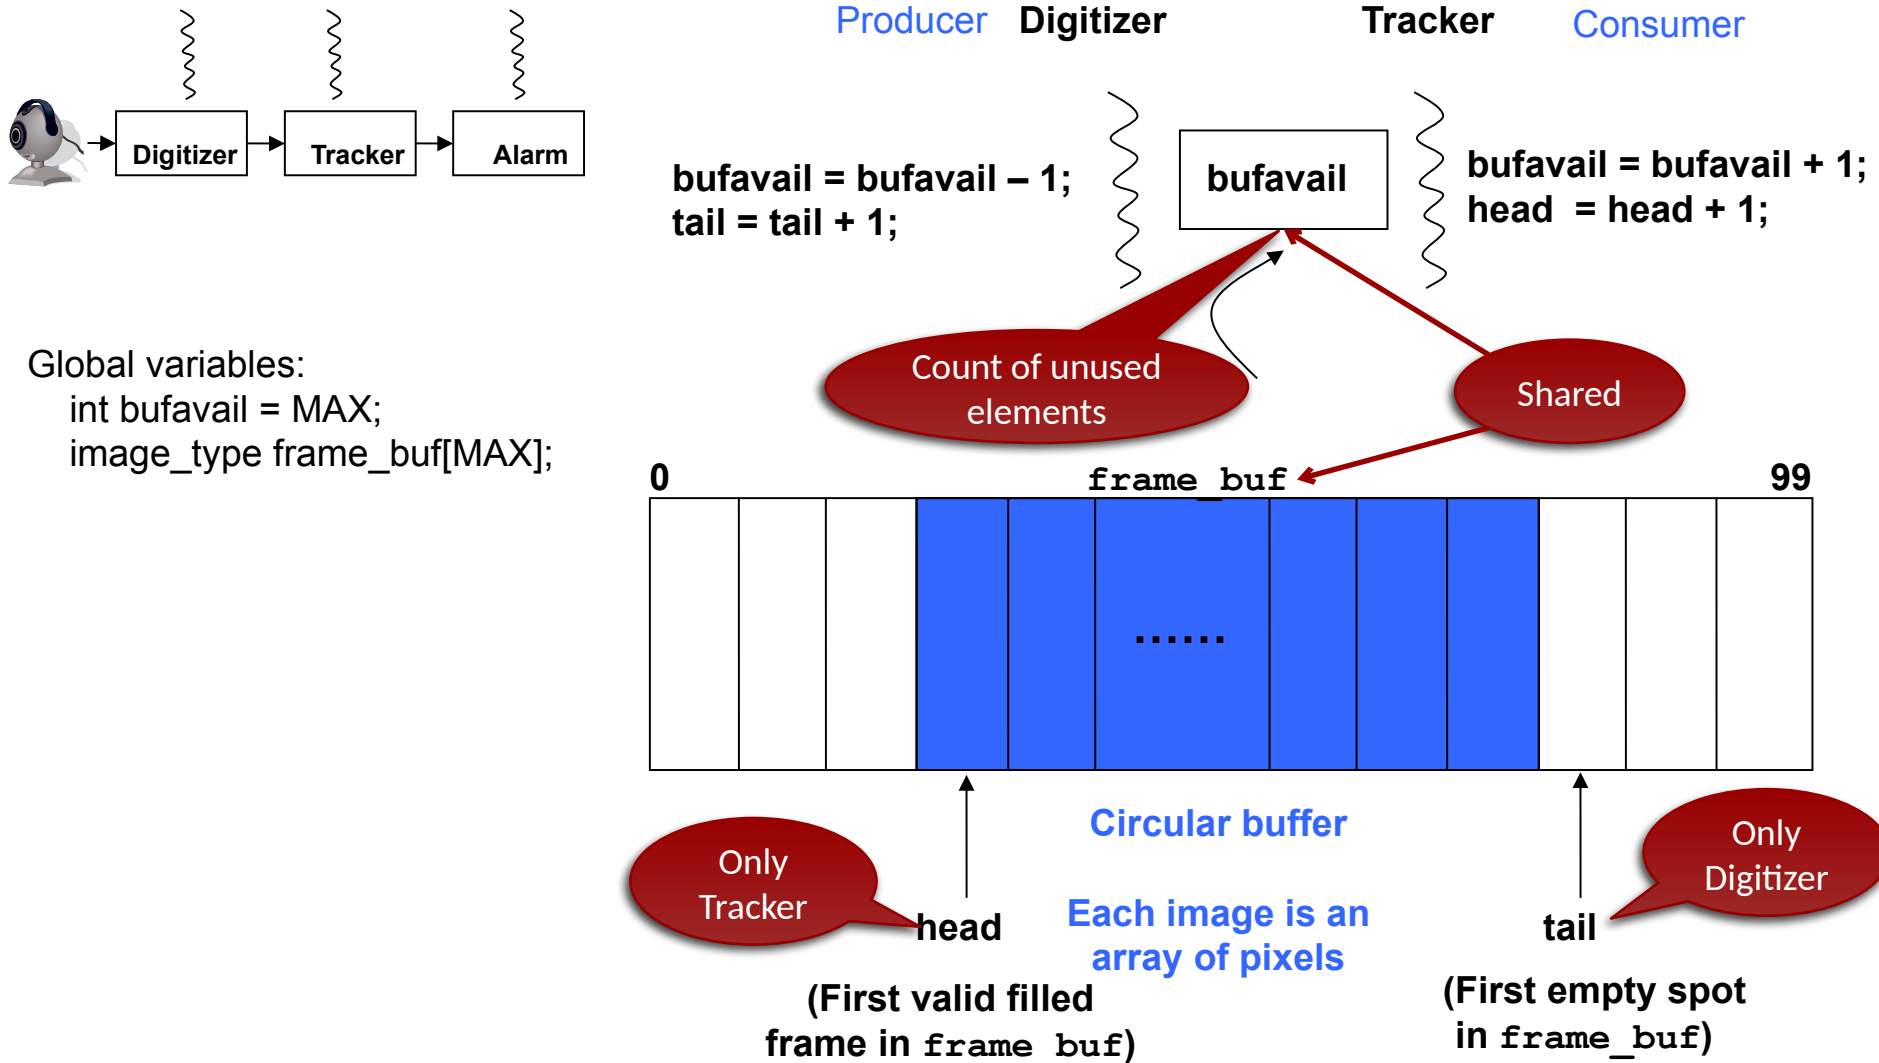 Producer Digitizer Tracker Consumer
Digitizer Tracker Alarm
bufavail = bufavail – 1;
tail = tail + 1;
bufavail
bufavail = bufavail + 1;
head  = head + 1;
Global variables:
int bufavail = MAX;
image_type frame_buf[MAX];
Count of unused
elements
Shared
0 frame_buf 99
......
Only
Tracker
head
(First valid filled
frame in frame_buf)
Circular buffer
Each image is an
array of pixels
Only
Digitizer
tail
(First empty spot
in frame_buf)